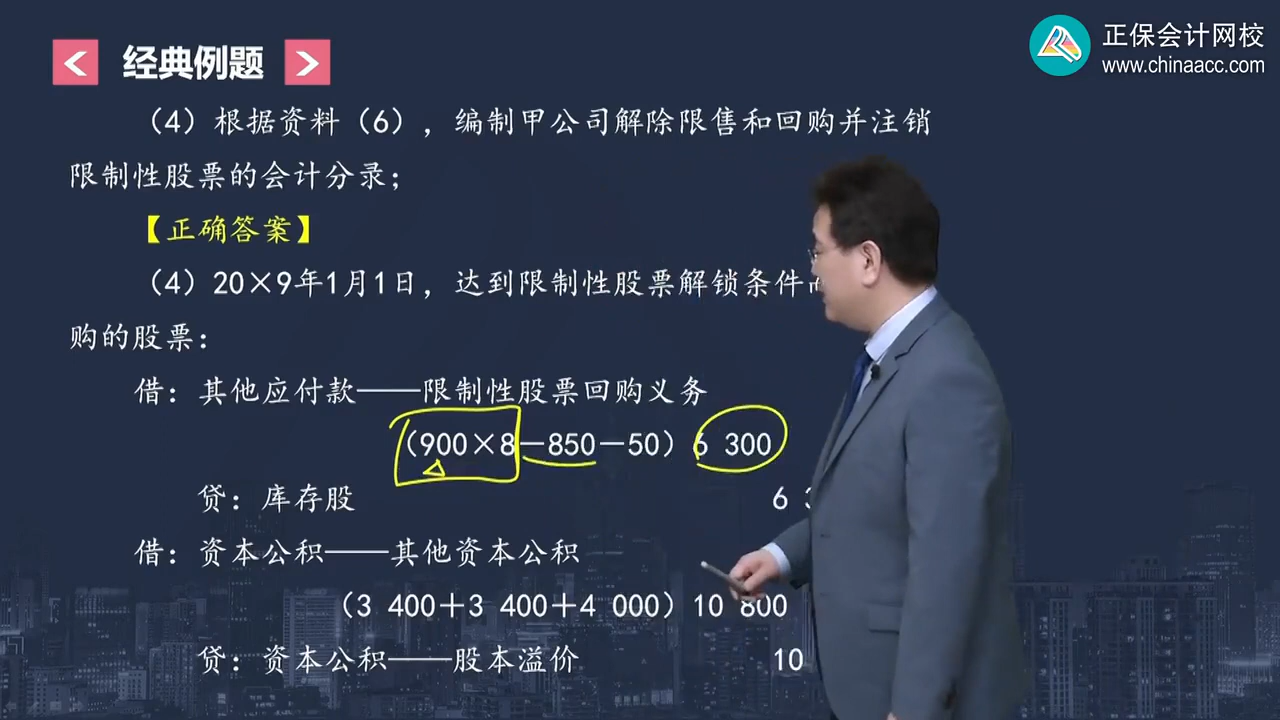 经典例题
正保会计网校
www.chinaacc.com
（4）根据资料（6），编制甲公司解除限售和回购并注销
限制性股票的会计分录；
【正确答案】
（4）20×9年1月1日，达到限制性股票解锁条件
购的股票：
借：其他应付款——限制性股票回购义务
（900×8－850－50）6 300
贷：库存股 6
借：资本公积——其他资本公积
（3 400＋3 400＋4 000）10 800
贷：资本公积——股本溢价 10